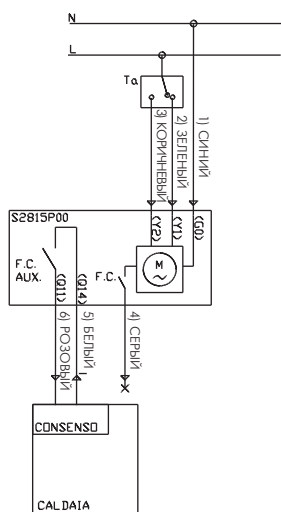 N
L
Ta
3) КОРИЧНЕВЫЙ
2) ЗЕЛЕНЫЙ
1) СИНИЙ
S2815P00
(Y2)
(Y1)
(G0)
M
F.C.
AUX.
F.C.
(Q11)
(Q14)
6) РОЗОВЫЙ
5) БЕЛЫЙ
4) СЕРЫЙ
CONSENSO
CALDAIA